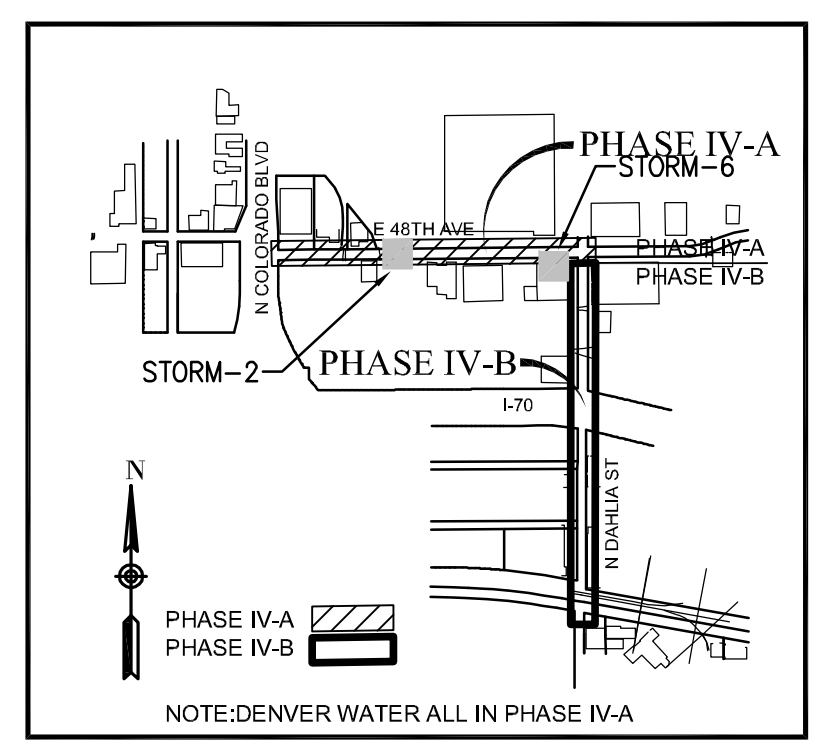 PHASE IV-A
STORM-6
N COLORADO BLVD
E 48TH AVE
PHASE IV-A
PHASE IV-B
STORM-2
PHASE IV-B
I-70
N DAHLIA ST
N
PHASE IV-A
PHASE IV-B
NOTE:DENVER WATER ALL IN PHASE IV-A